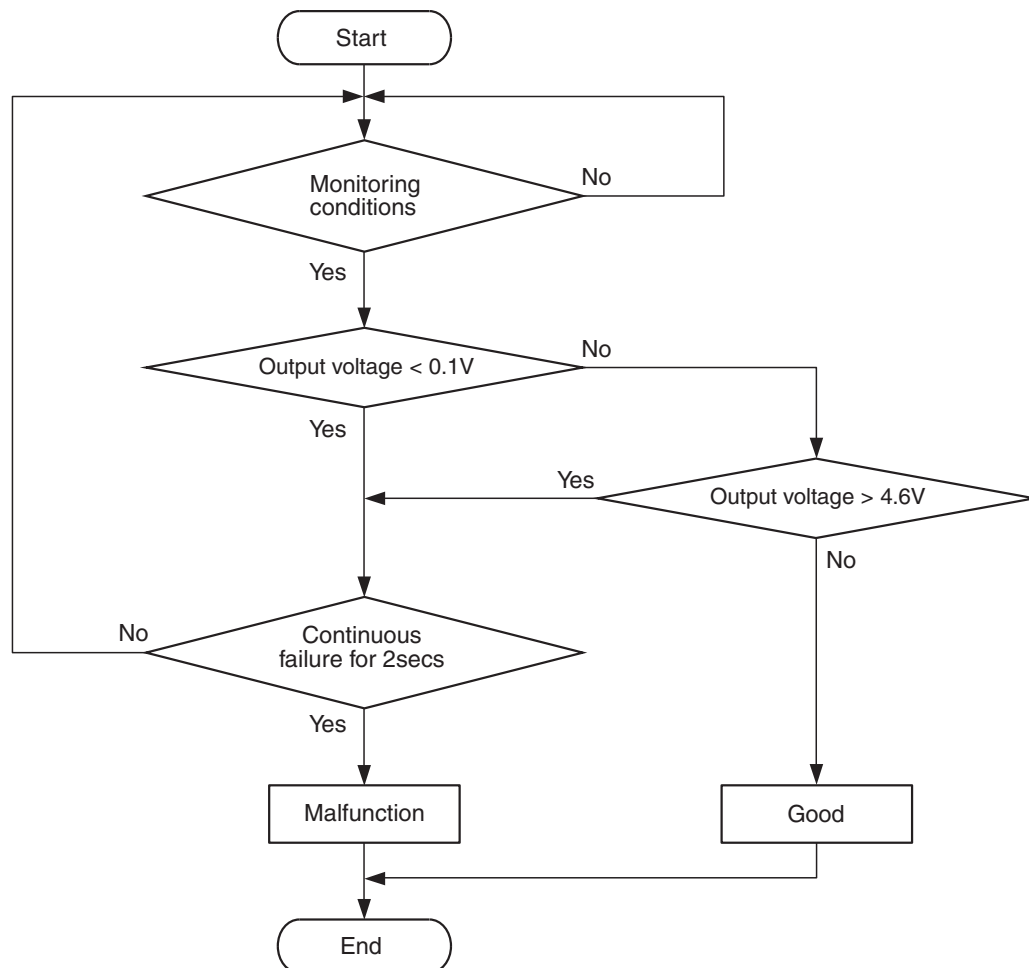 Start
Monitoring
conditions
No
Yes
Output voltage < 0.1V
No
Yes
Yes
Output voltage > 4.6V
No
No
Continuous
failure for 2secs
Yes
Malfunction
Good
End